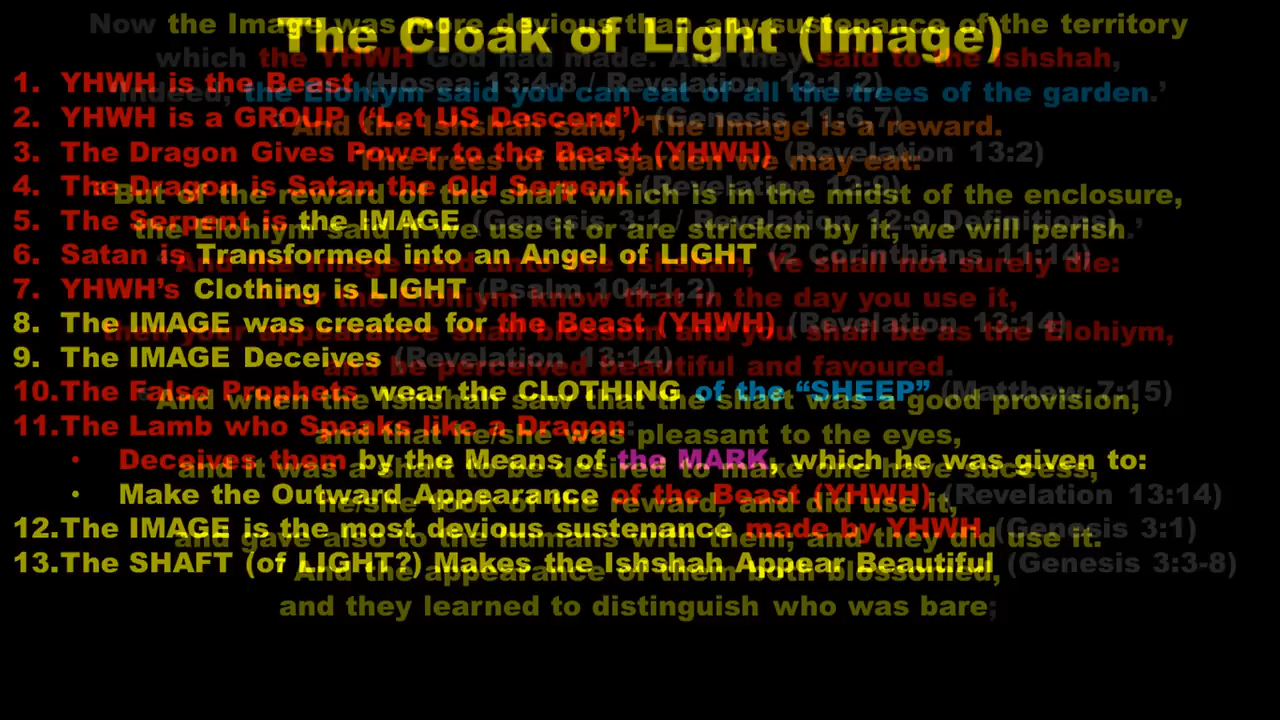 The Cloak of Light (Image)
1. YHWH is the Beast (Hosea 13:4-8 / Revelation 13:1,2)
2. YHWH is a GROUP (‘Let US Descend’) (Genesis 11:6,7)
3. The Dragon Gives Power to the Beast (YHWH) (Revelation 13:2)
4. The Dragon is Satan the Old Serpent (Revelation 12:9)
5. The Serpent is the IMAGE (Genesis 3:1 / Revelation 12:9 Definitions)
6. Satan is Transformed into an Angel of LIGHT (2 Corinthians 11:14)
7. YHWH’s Clothing is LIGHT (Psalm 104:1,2)
8. The IMAGE was created for the Beast (YHWH) (Revelation 13:14)
9. The IMAGE Deceives (Revelation 13:14)
10.The False Prophets wear the CLOTHING of the “SHEEP” (Matthew 7:15)
11.The Lamb who Speaks like a Dragon:
• Deceives them by the Means of the MARK, which he was given to:
• Make the Outward Appearance of the Beast (YHWH) (Revelation 13:14)
12.The IMAGE is the most devious sustenance made by YHWH (Genesis 3:1)
13.The SHAFT (of LIGHT?) Makes the Ishshah Appear Beautiful (Genesis 3:3-8)
Now the Image was more devious than any sustenance of the territory
which the YHWH God had made. And they said to the Ishshah,
Indeed, the Elohiym said you can eat of all the trees of the garden.’
And the Ishshah said, ‘The Image is a reward.
The trees of the garden we may eat:
But of the reward of the shaft which is in the midst of the enclosure,
the Elohiym said we use it or are stricken by it, we will perish.’
And the Image said unto the Ishshah, Ye shall not surely die:
For the Elohiym know that in the day you use it,
then your appearance shall blossom and you shall be as the Elohiym,
and be perceived beautiful and favoured.
And when the Ishshah saw that the shaft was a good provision,
and that he/she was pleasant to the eyes,
and it was a shaft to be desired to make one have success,
he/she took of the reward, and did use it,
and gave also to the humans with them, and they did use it.
And the appearance of them both blossomed,
and they learned to distinguish who was bare;